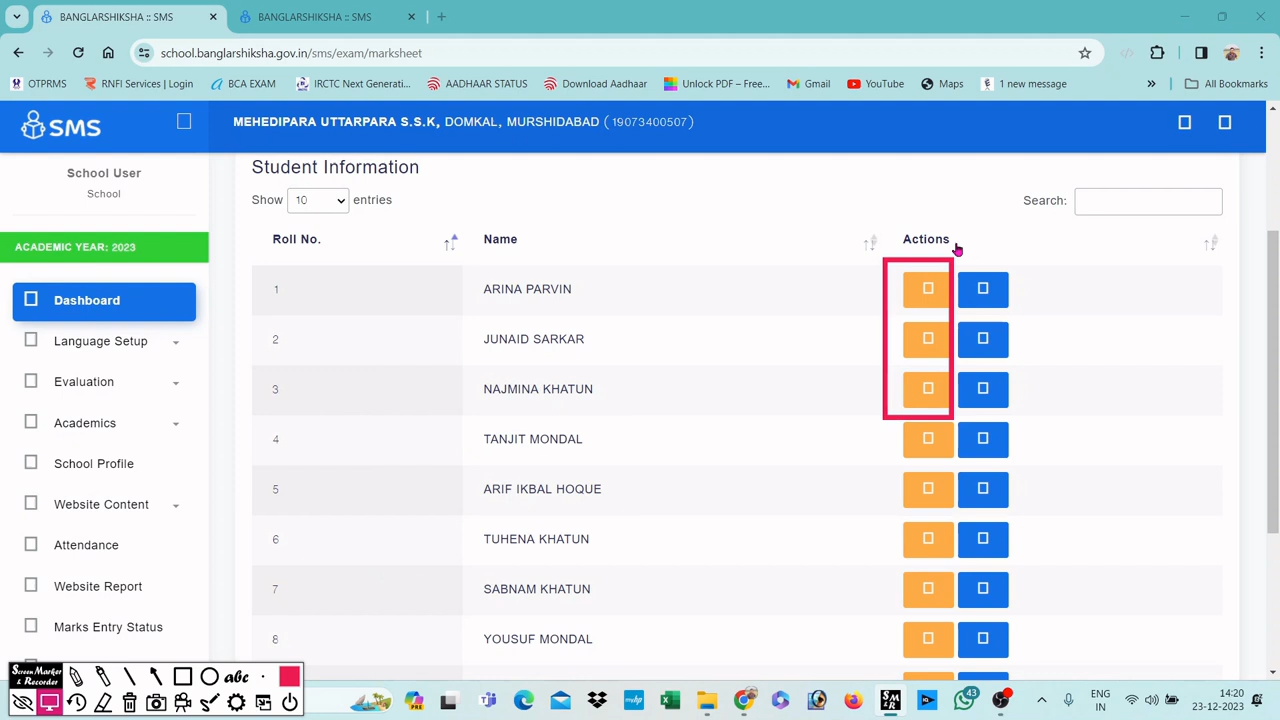 BANGLARSHIKSHA :: SMS
BANGLARSHIKSHA :: SMS
school.banglarshiksha.gov.in/sms/exam/marksheet
OTPRMS
RNFI Services | Login
BCA EXAM
IRCTC Next Generati...
AADHAAR STATUS
Download Aadhaar
Unlock PDF – Free...
Gmail
YouTube
Maps
1 new message
All Bookmarks
SMS
MEHEDIPARA UTTARPARA S.S.K, DOMKAL, MURSHIDABAD ( 19073400507 )
School User
School
ACADEMIC YEAR: 2023
Dashboard
Language Setup
Evaluation
Academics
School Profile
Website Content
Attendance
Website Report
Marks Entry Status
Student Information
Show 10 entries
Search:
Roll No. Name Actions
1 ARINA PARVIN
2 JUNAID SARKAR
3 NAJMINA KHATUN
4 TANJIT MONDAL
5 ARIF IKBAL HOQUE
6 TUHENA KHATUN
7 SABNAM KHATUN
8 YOUSUF MONDAL
Screen Marker
& Recorder
abc
PRE
43
ENG
IN
14:20
23-12-2023